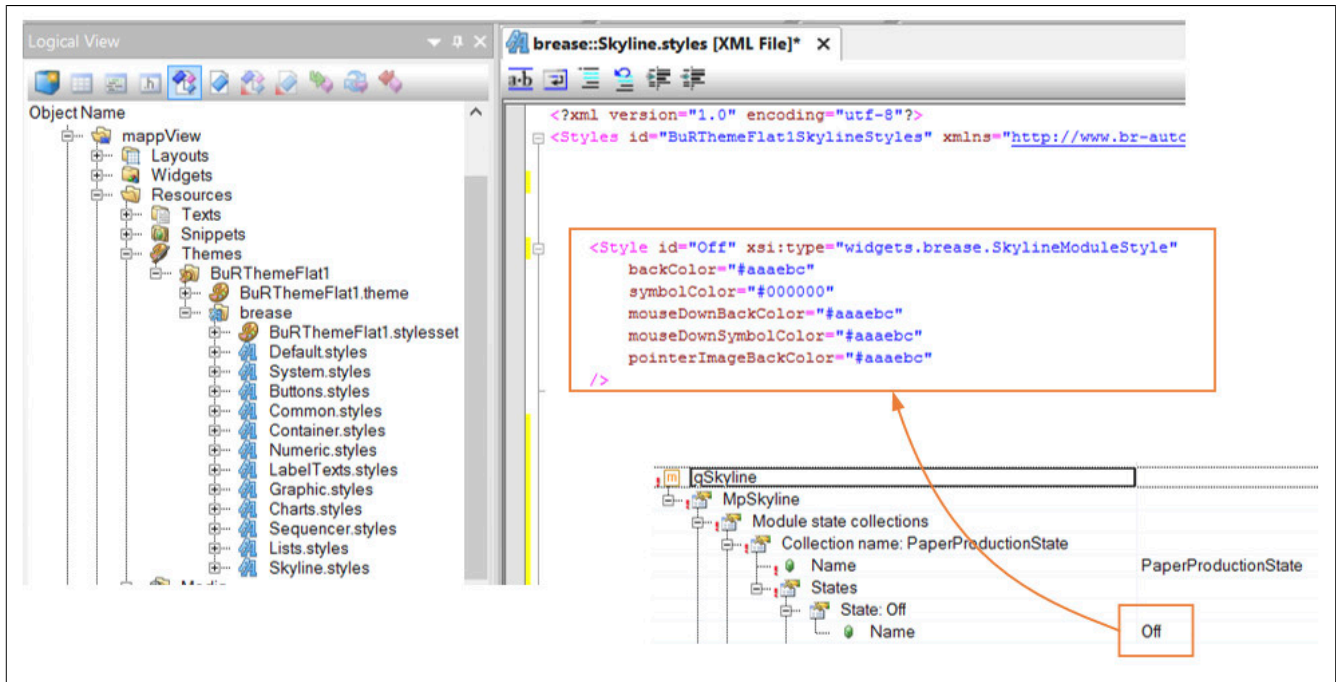 Logical View
Object Name
mappView
Layouts
Widgets
Resources
Texts
Snippets
Themes
BuRThemeFlat1
BuRThemeFlat1.theme
brease
BuRThemeFlat1.stylesset
Default.styles
System.styles
Buttons.styles
Common.styles
Container.styles
Numeric.styles
LabelTexts.styles
Graphic.styles
Charts.styles
Sequencer.styles
Lists.styles
Skyline.styles
brease::Skyline.styles [XML File]* X
a·b
<?xml version="1.0" encoding="utf-8"?>
<Styles id="BuRThemeFlat1SkylineStyles" xmlns="http://www.br-auto
<Style id="Off" xsi:type="widgets.brease.SkylineModuleStyle"
backColor="#aaaebc"
symbolColor="#000000"
mouseDownBackColor="#aaaebc"
mouseDownSymbolColor="#aaaebc"
pointerImageBackColor="#aaaebc"
/>
gSkyline
MpSkyline
Module state collections
Collection name: PaperProductionState
Name PaperProductionState
States
State: Off
Name Off